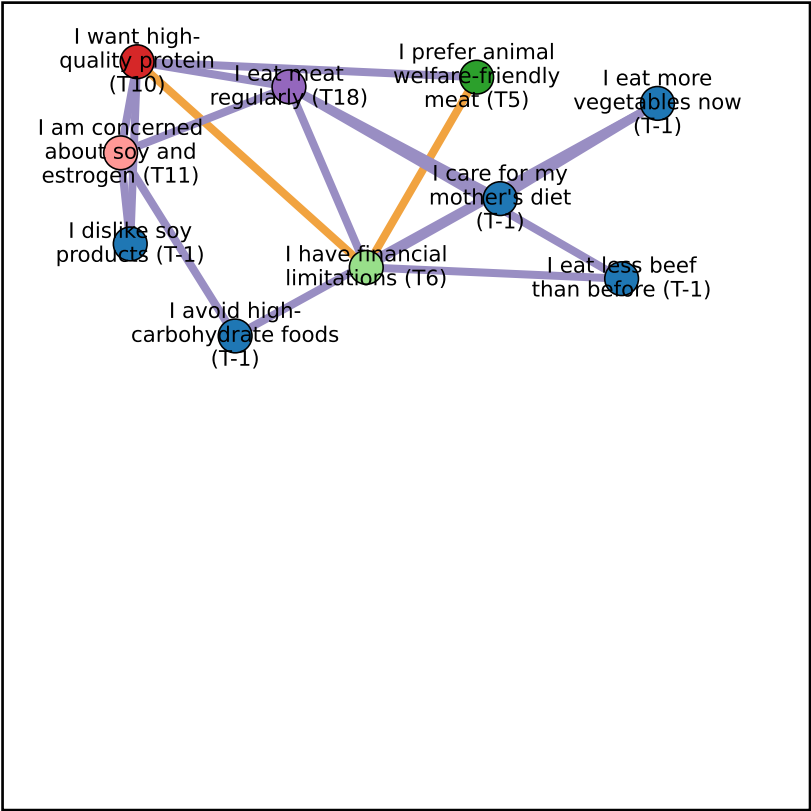 I want high-
quality protein
(T10)
I eat meat
regularly (T18)
I prefer animal
welfare-friendly
meat (T5)
I eat more
vegetables now
(T-1)
I am concerned
about soy and
estrogen (T11)
I care for my
mother's diet
(T-1)
I dislike soy
products (T-1)
I have financial
limitations (T6)
I eat less beef
than before (T-1)
I avoid high-
carbohydrate foods
(T-1)